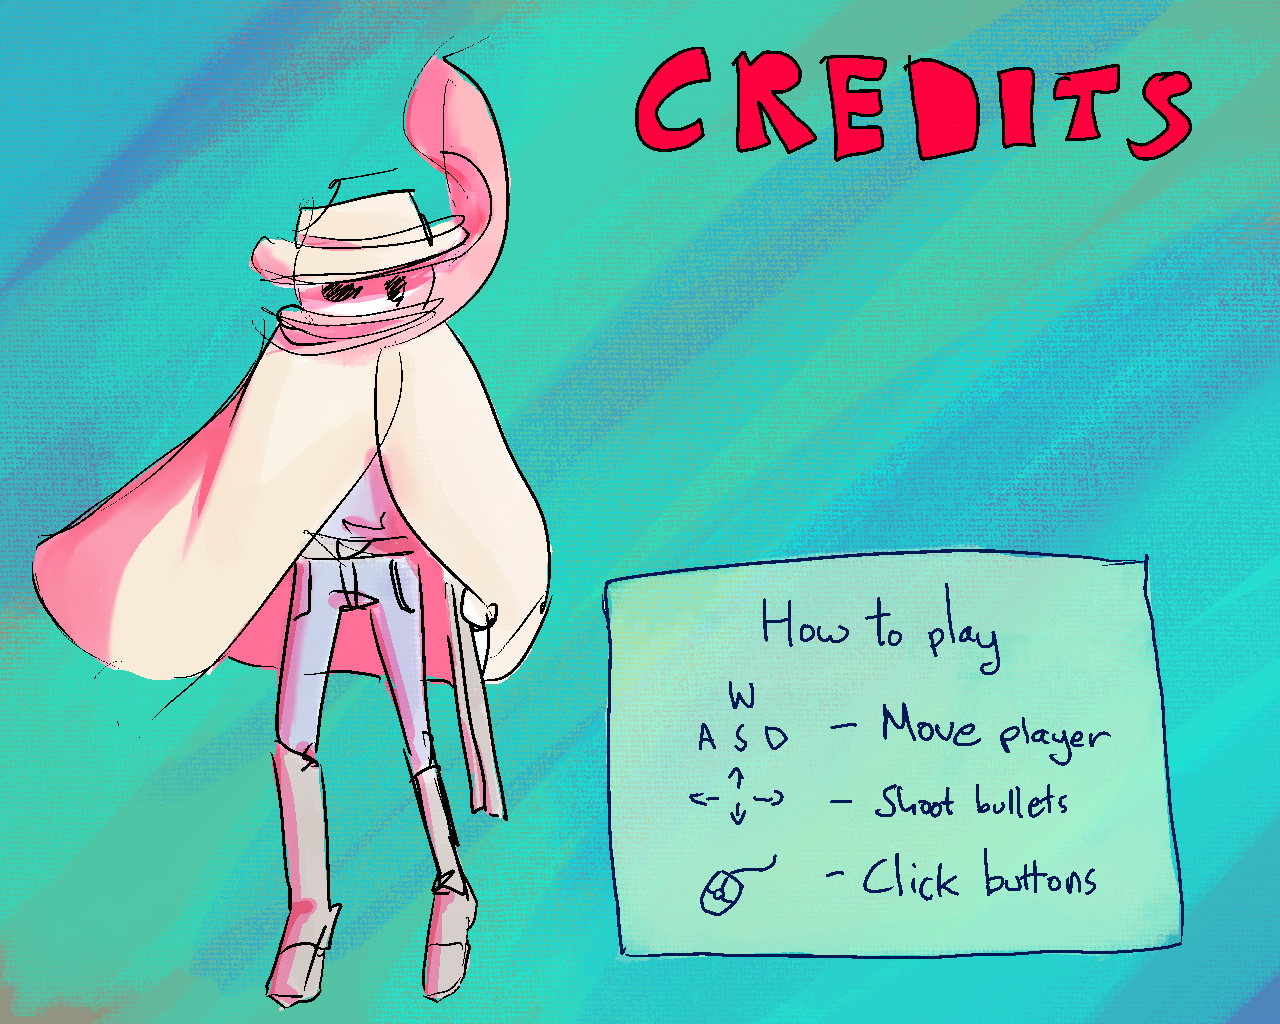 CREDITS
How to play
W
A S D - Move player
↑
← → - Shoot bullets
↓
- Click buttons